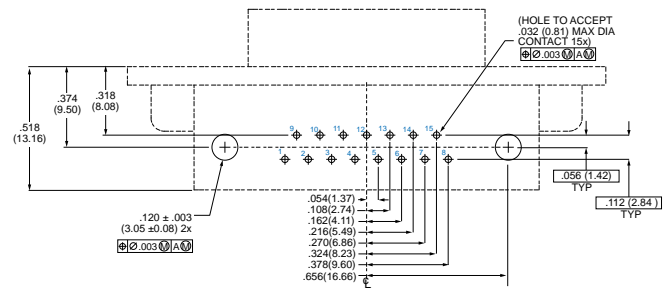 (HOLE TO ACCEPT
.032 (0.81) MAX DIA
CONTACT 15x)
⌖ Ø.003 Ⓜ A Ⓜ
.518
(13.16)
.374
(9.50)
.318
(8.08)
9 10 11 12 13 14 15
1 2 3 4 5 6 7 8
.056 (1.42)
TYP
.112 (2.84 )
TYP
.120 ± .003
(3.05 ±0.08) 2x
⌖ Ø.003 Ⓜ A Ⓜ
.054(1.37)
.108(2.74)
.162(4.11)
.216(5.49)
.270(6.86)
.324(8.23)
.378(9.60)
.656(16.66)
℄